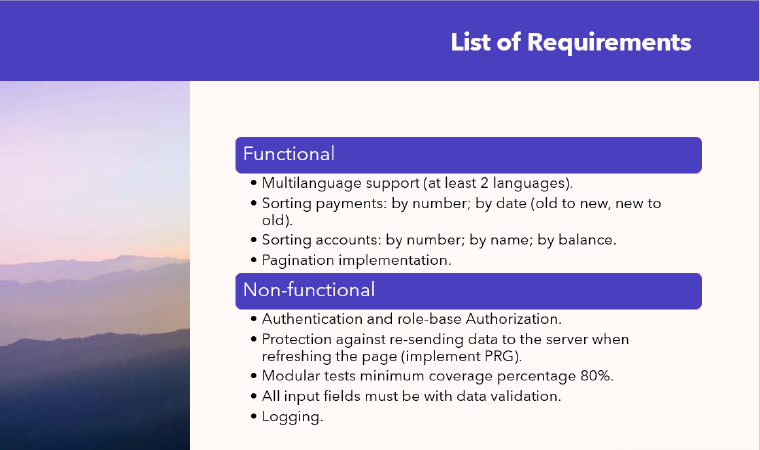 List of Requirements
Functional
• Multilanguage support (at least 2 languages).
• Sorting payments: by number; by date (old to new, new to
old).
• Sorting accounts: by number; by name; by balance.
• Pagination implementation.
Non-functional
• Authentication and role-base Authorization.
• Protection against re-sending data to the server when
refreshing the page (implement PRG).
• Modular tests minimum coverage percentage 80%.
• All input fields must be with data validation.
• Logging.